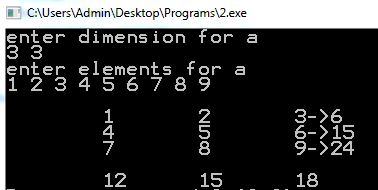 C:\Users\Admin\Desktop\Programs\2.exe
enter dimension for a
3 3
enter elements for a
1 2 3 4 5 6 7 8 9
1 2 3->6
4 5 6->15
7 8 9->24
12 15 18